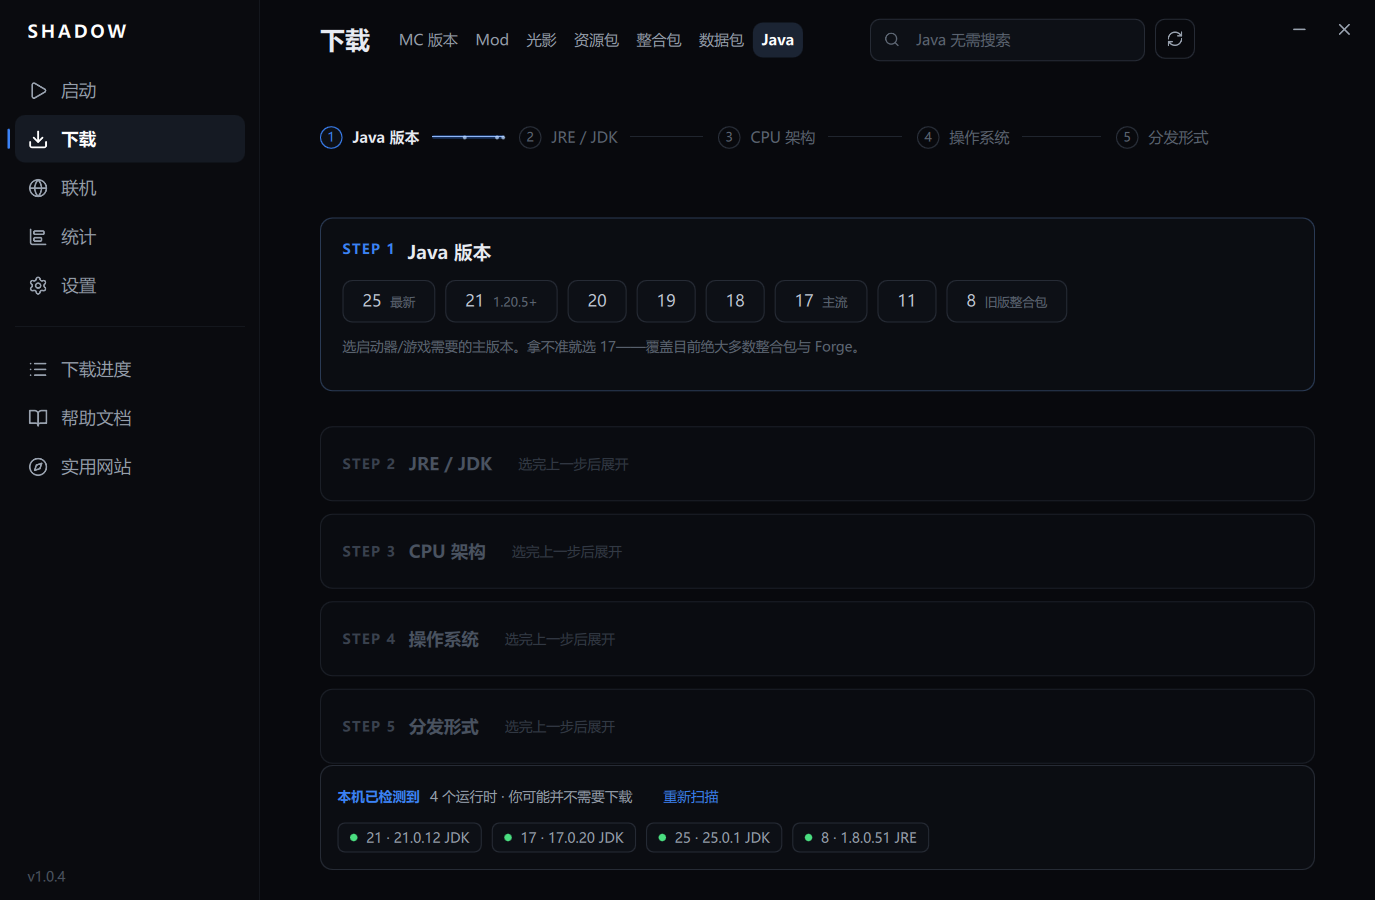 SHADOW
启动
下载
联机
统计
设置
下载进度
帮助文档
实用网站
v1.0.4
下载 MC 版本 Mod 光影 资源包 整合包 数据包 Java
Java 无需搜索
1 Java 版本 2 JRE / JDK 3 CPU 架构 4 操作系统 5 分发形式
STEP 1 Java 版本
25 最新 21 1.20.5+ 20 19 18 17 主流 11 8 旧版整合包
选启动器/游戏需要的主版本。拿不准就选 17——覆盖目前绝大多数整合包与 Forge。
STEP 2 JRE / JDK 选完上一步后展开
STEP 3 CPU 架构 选完上一步后展开
STEP 4 操作系统 选完上一步后展开
STEP 5 分发形式 选完上一步后展开
本机已检测到 4 个运行时 · 你可能并不需要下载 重新扫描
21 · 21.0.12 JDK 17 · 17.0.20 JDK 25 · 25.0.1 JDK 8 · 1.8.0.51 JRE